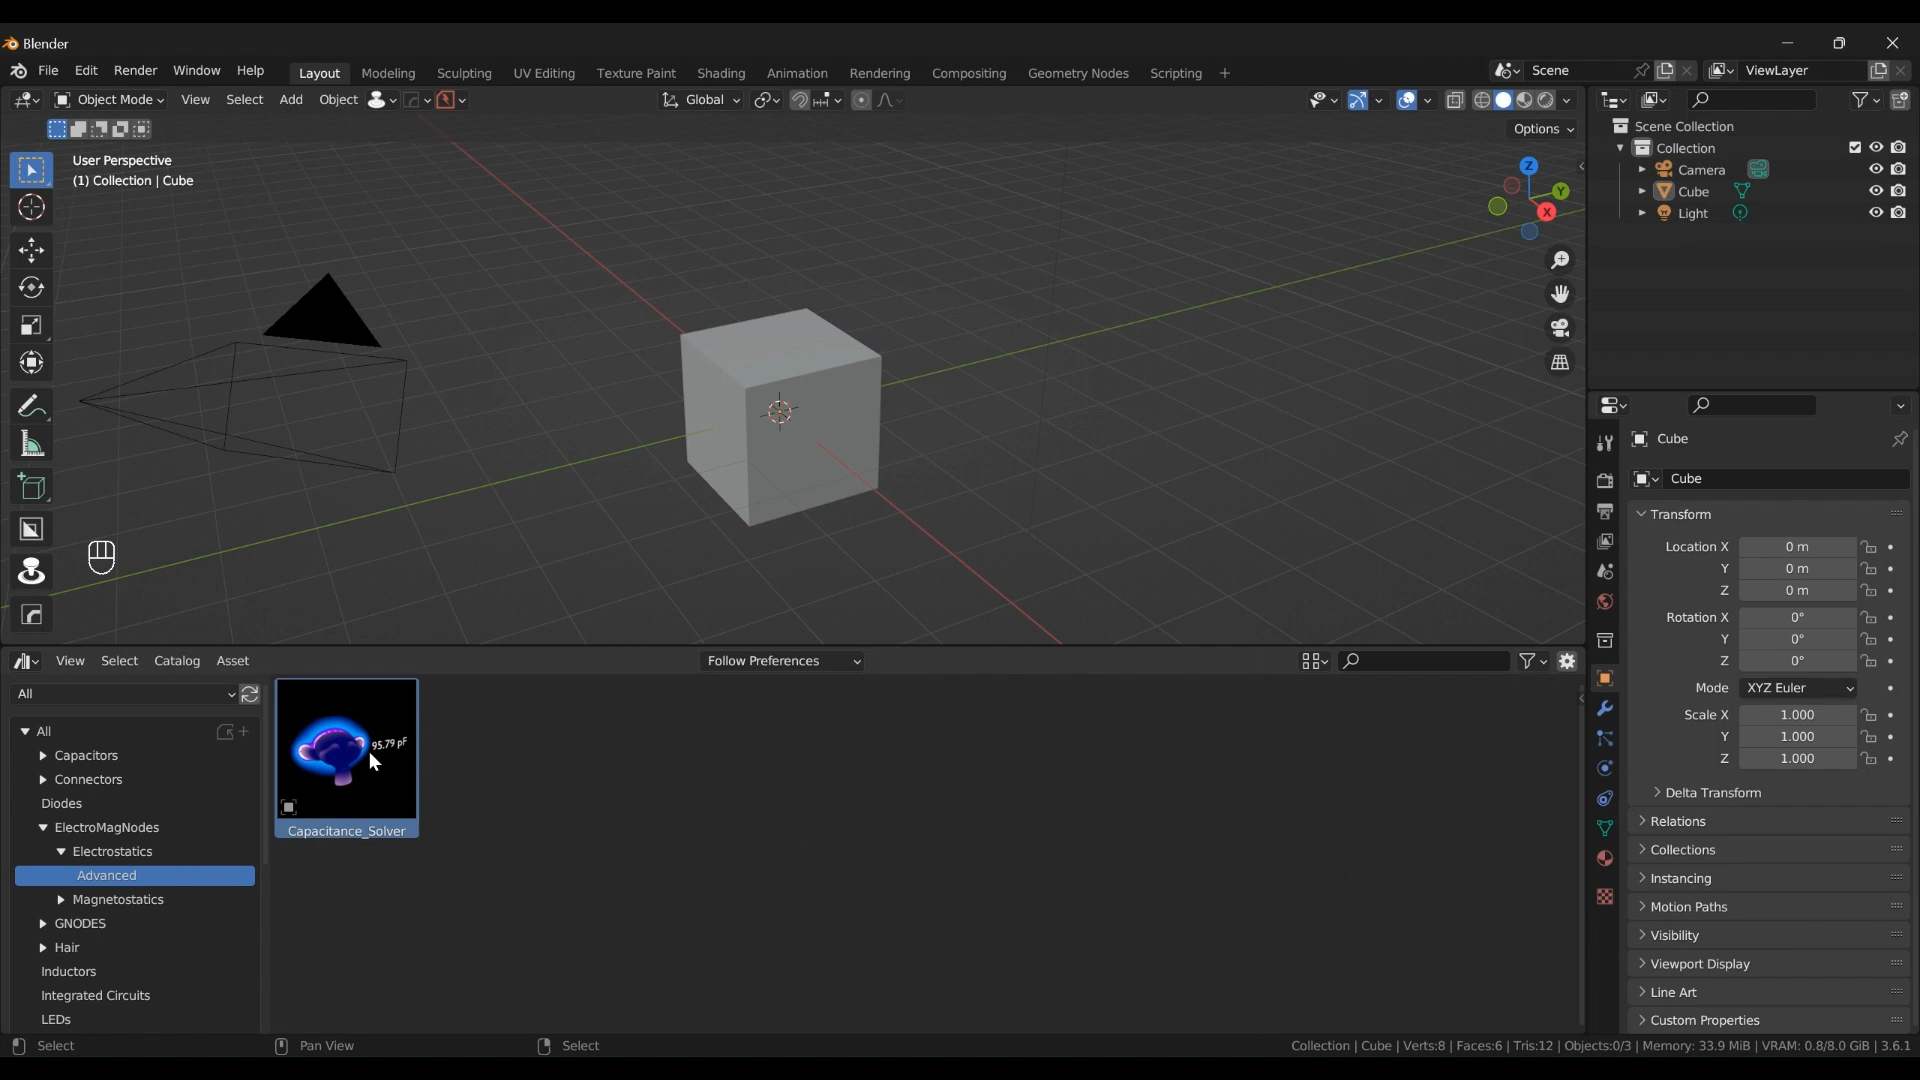 Blender
File Edit Render Window Help Layout Modeling Sculpting UV Editing Texture Paint Shading Animation Rendering Compositing Geometry Nodes Scripting + Scene ViewLayer
Object Mode View Select Add Object Global
Options
User Perspective
(1) Collection | Cube
Z
Y
X
Scene Collection
Collection
Camera
Cube
Light
Cube
Cube
Transform
Location X 0 m
Y 0 m
Z 0 m
Rotation X 0°
Y 0°
Z 0°
Mode XYZ Euler
Scale X 1.000
Y 1.000
Z 1.000
Delta Transform
Relations
Collections
Instancing
Motion Paths
Visibility
Viewport Display
Line Art
Custom Properties
View Select Catalog Asset Follow Preferences
All
All
Capacitors
Connectors
Diodes
ElectroMagNodes
Electrostatics
Advanced
Magnetostatics
GNODES
Hair
Inductors
Integrated Circuits
LEDs
95.79 pF
Capacitance_Solver
Select Pan View Select Collection | Cube | Verts:8 | Faces:6 | Tris:12 | Objects:0/3 | Memory: 33.9 MiB | VRAM: 0.8/8.0 GiB | 3.6.1